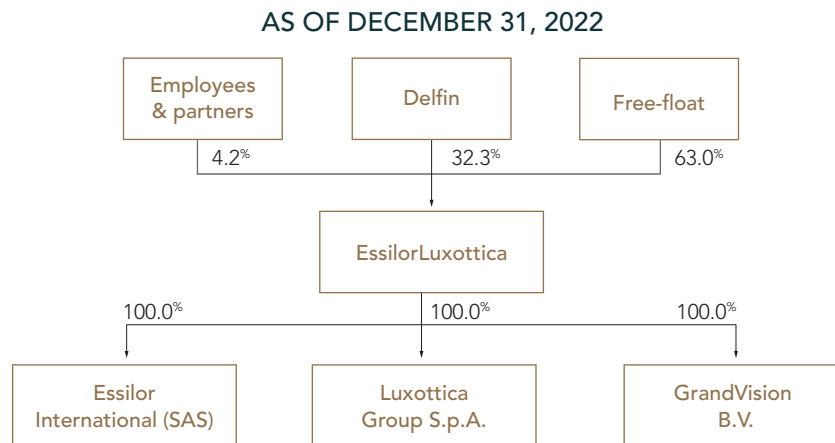 AS OF DECEMBER 31, 2022
Employees
& partners
Delfin
Free-float
4.2%
32.3%
63.0%
EssilorLuxottica
100.0%
100.0%
100.0%
Essilor
International (SAS)
Luxottica
Group S.p.A.
GrandVision
B.V.